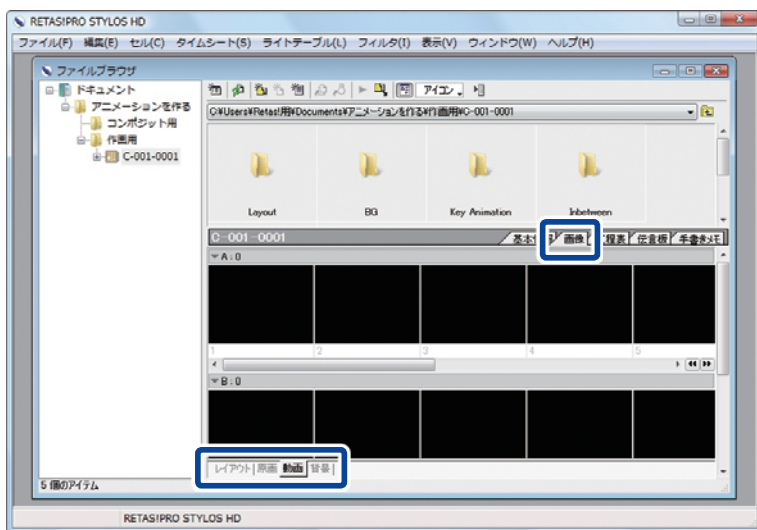 RETAS!PRO STYLOS HD
ファイル(F) 編集(E) セル(C) タイムシート(S) ライトテーブル(L) フィルタ(I) 表示(V) ウィンドウ(W) ヘルプ(H)
ファイルブラウザ
ドキュメント
アニメーションを作る
コンポジット用
作画用
C-001-0001
アイコン
C:¥Users¥Retas!用¥Documents¥アニメーションを作る¥作画用¥C-001-0001
Layout BG Key Animation Inbetween
C-001-0001
画像 伝言板 手書きメモ
A:0
1 2 3 4 5
B:0
レイアウト 原画 動画 背景
5 個のアイテム
RETAS!PRO STYLOS HD